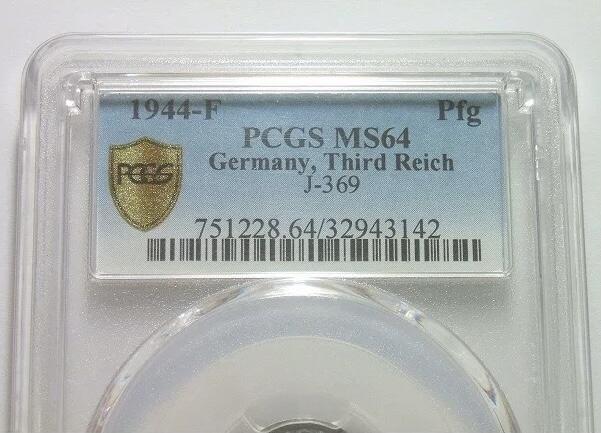 1944-F Pfg
PCGS MS64
Germany, Third Reich
PCGS
J-369
751228.64/32943142